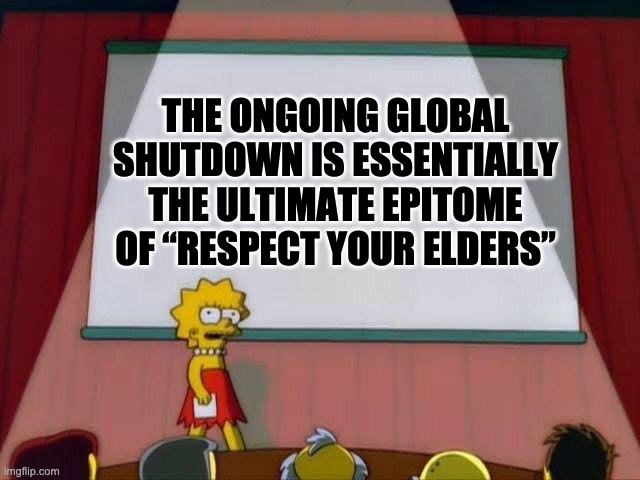 THE ONGOING GLOBAL
SHUTDOWN IS ESSENTIALLY
THE ULTIMATE EPITOME
OF “RESPECT YOUR ELDERS”
imgflip.com